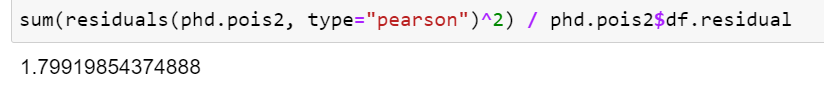 sum(residuals(phd.pois2, type="pearson")^2) / phd.pois2$df.residual
1.79919854374888